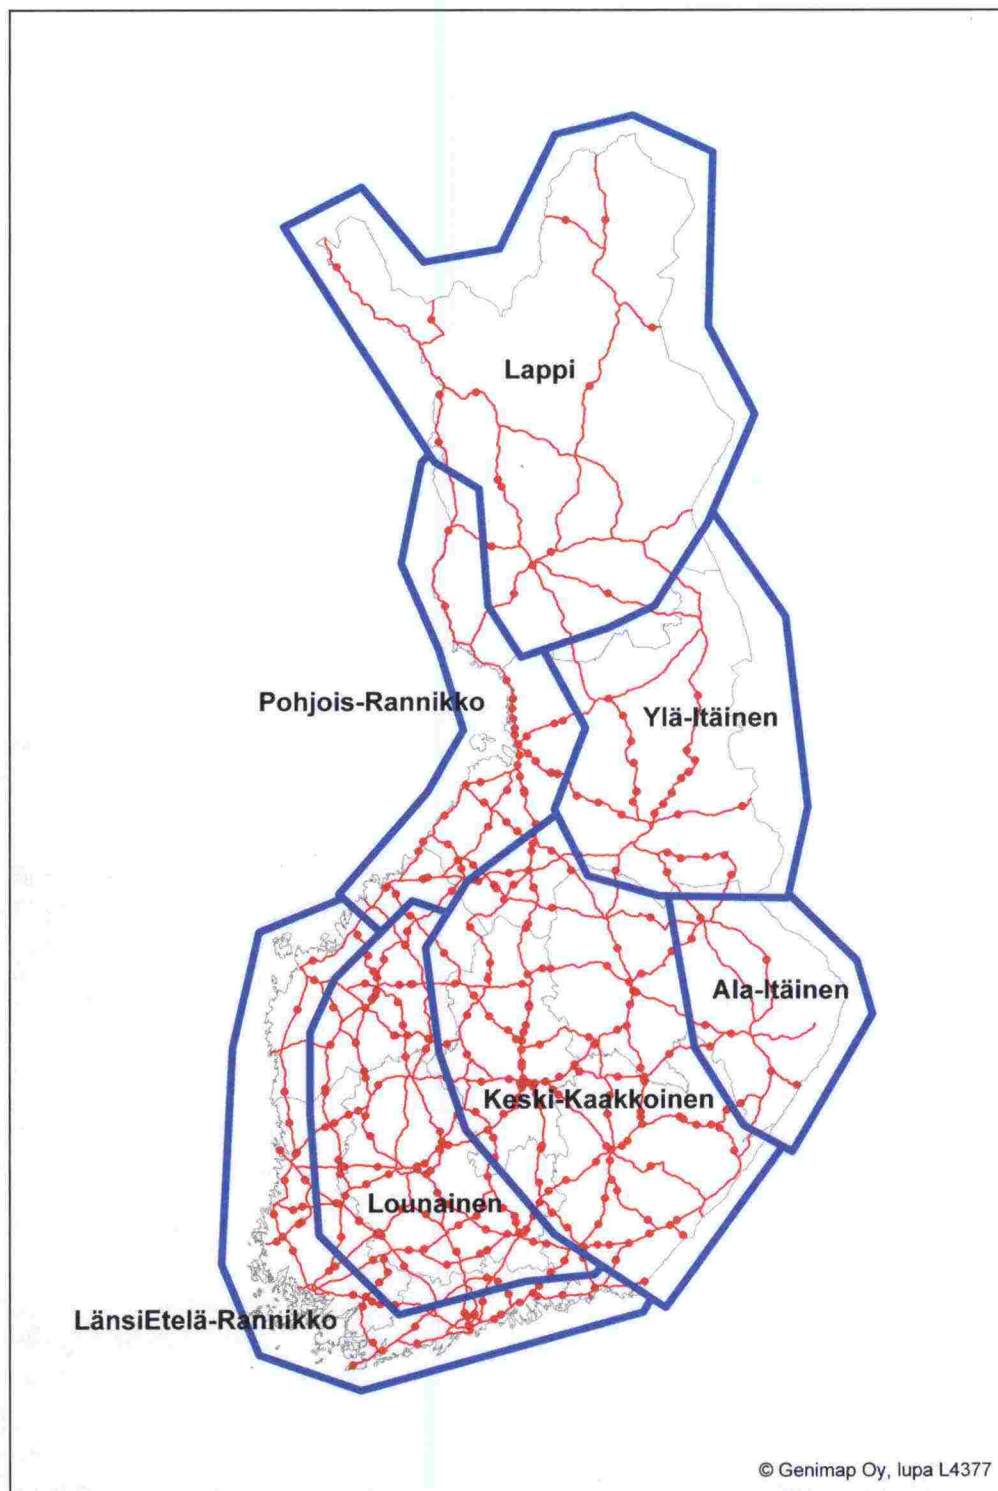 Lappi
Pohjois-Rannikko
Ylä-Itäinen
Ala-Itäinen
Keski-Kaakkoinen
Lounainen
LänsiEtelä-Rannikko
© Genimap Oy, lupa L4377